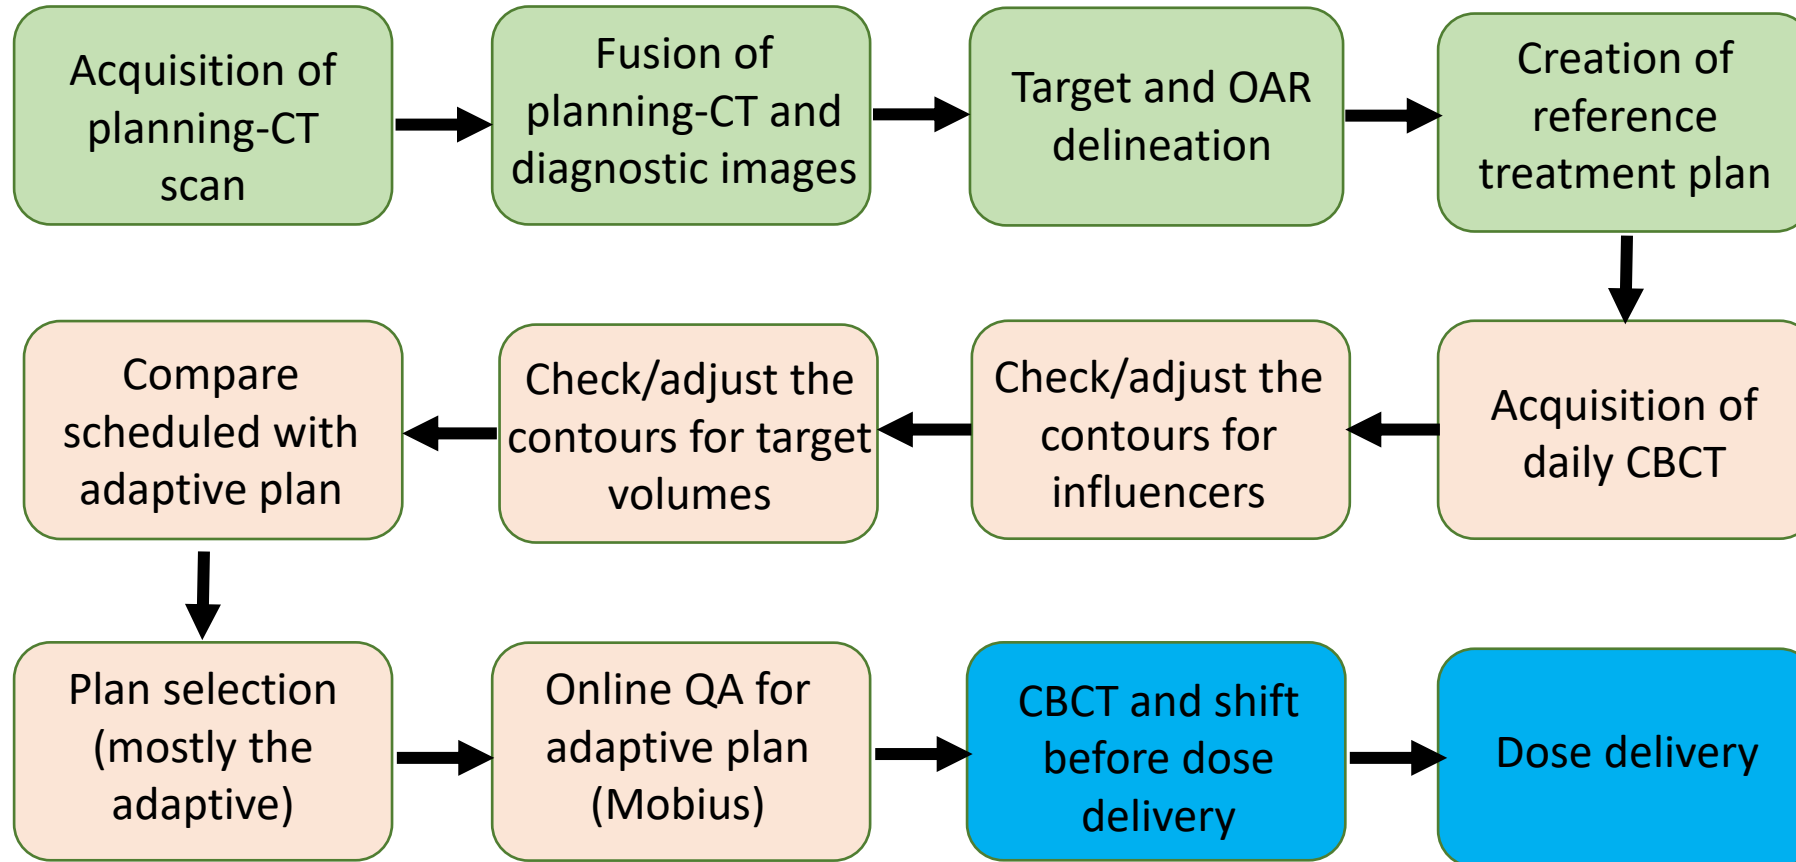 Acquisition of
planning-CT
scan
Fusion of
planning-CT and
diagnostic images
Target and OAR
delineation
Creation of
reference
treatment plan
Acquisition of
daily CBCT
Check/adjust the
contours for
influencers
Check/adjust the
contours for target
volumes
Compare
scheduled with
adaptive plan
Plan selection
(mostly the
adaptive)
Online QA for
adaptive plan
(Mobius)
CBCT and shift
before dose
delivery
Dose delivery